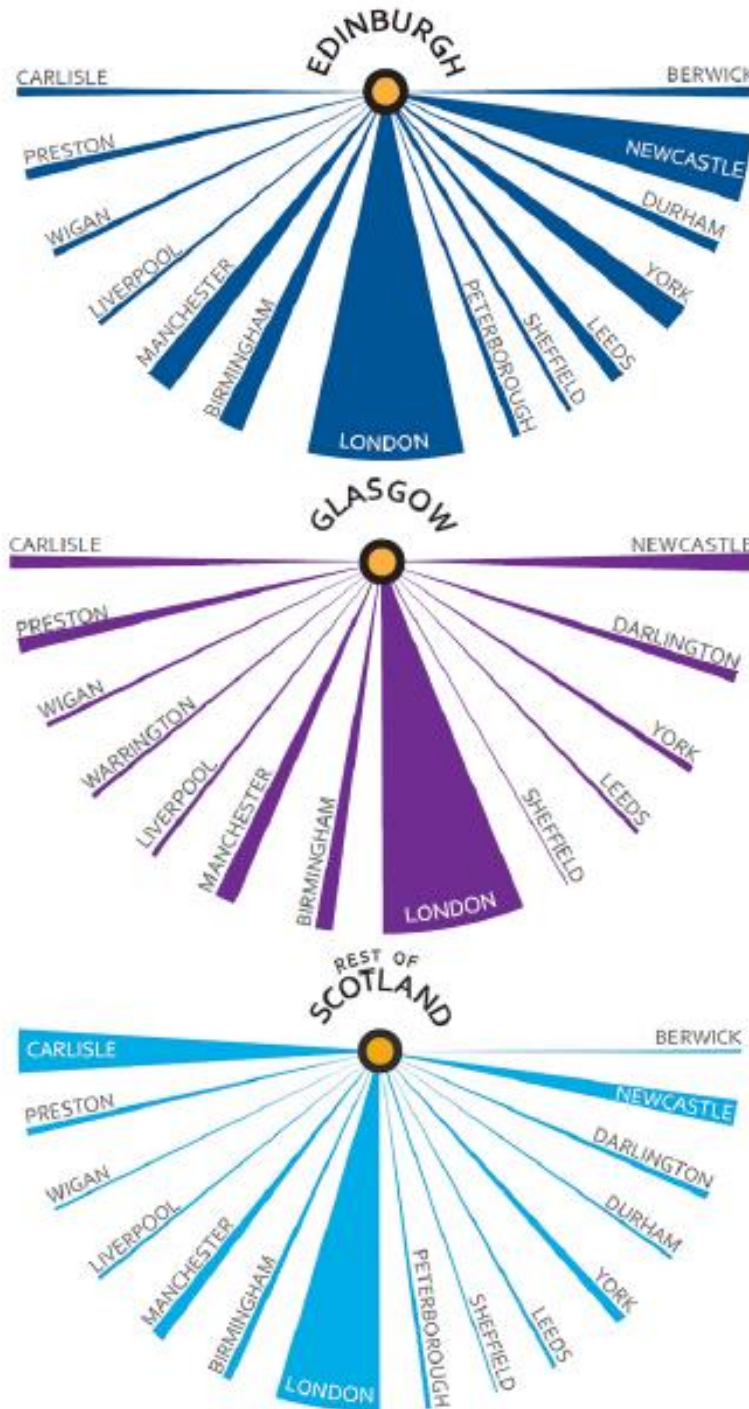 EDINBURGH
CARLISLE
BERWICK
PRESTON
NEWCASTLE
WIGAN
DURHAM
LIVERPOOL
YORK
MANCHESTER
LEEDS
BIRMINGHAM
SHEFFIELD
PETERBOROUGH
LONDON
GLASGOW
CARLISLE
NEWCASTLE
PRESTON
DARLINGTON
WIGAN
YORK
WARRINGTON
LEEDS
LIVERPOOL
SHEFFIELD
MANCHESTER
BIRMINGHAM
LONDON
REST OF
SCOTLAND
CARLISLE
BERWICK
PRESTON
NEWCASTLE
WIGAN
DARLINGTON
LIVERPOOL
DURHAM
MANCHESTER
YORK
BIRMINGHAM
LEEDS
SHEFFIELD
PETERBOROUGH
LONDON